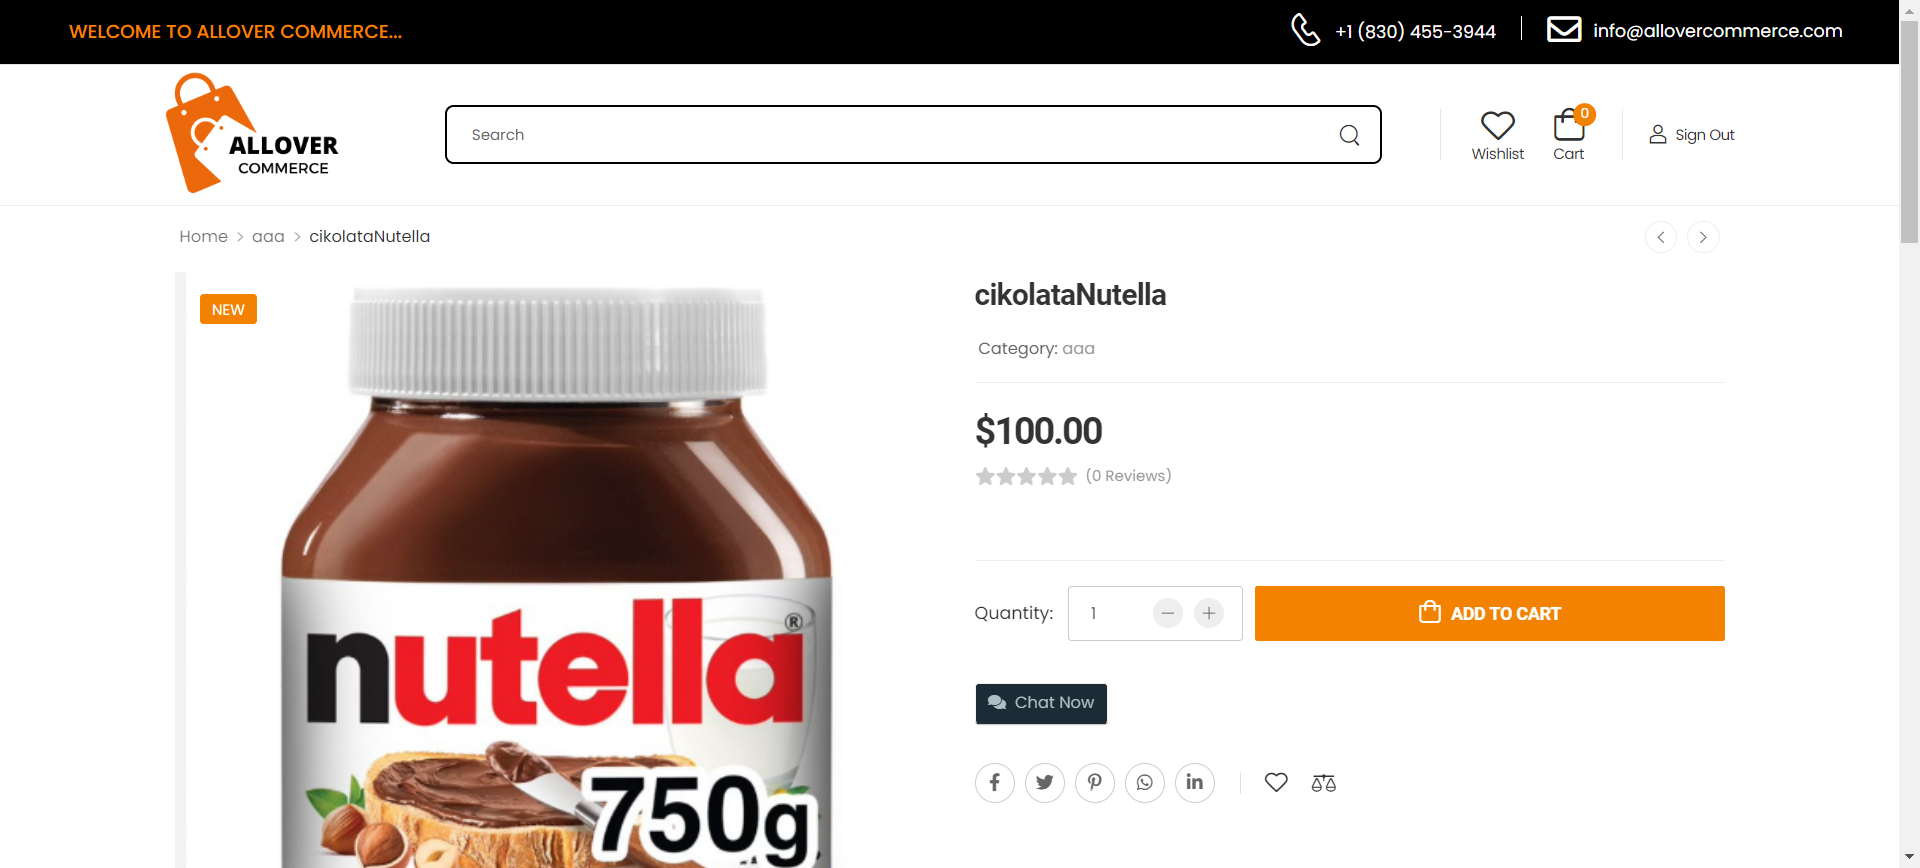 WELCOME TO ALLOVER COMMERCE...
+1 (830) 455-3944
info@allovercommerce.com
ALLOVER
COMMERCE
Search
Wishlist
0
Cart
Sign Out
Home > aaa > cikolataNutella
NEW
cikolataNutella
Category: aaa
$100.00
(0 Reviews)
Quantity: 1 − +
ADD TO CART
Chat Now
nutella®
750g